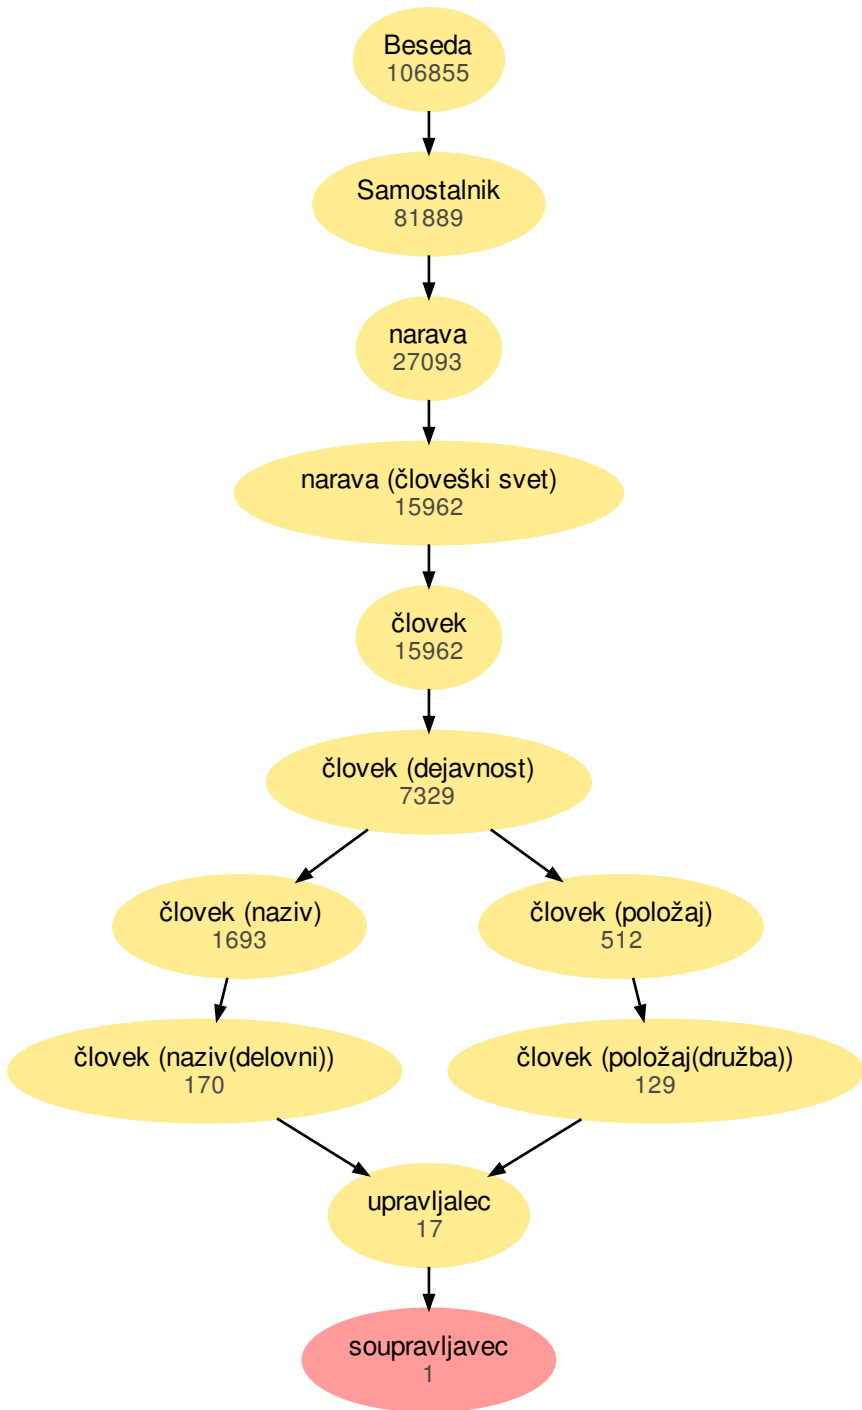 Beseda
106855
Samostalnik
81889
narava
27093
narava (človeški svet)
15962
človek
15962
človek (dejavnost)
7329
človek (naziv)
1693
človek (položaj)
512
človek (naziv(delovni))
170
človek (položaj(družba))
129
upravljalec
17
soupravljavec
1